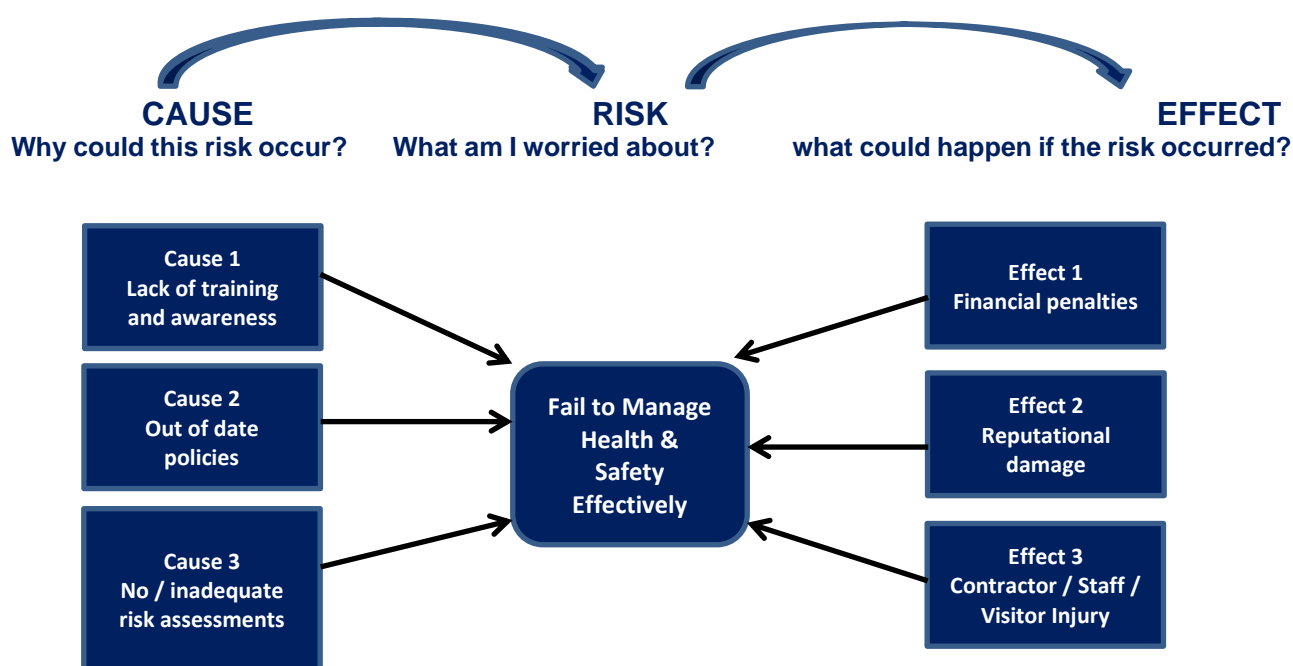 CAUSE
Why could this risk occur?
RISK
What am I worried about?
EFFECT
what could happen if the risk occurred?
Cause 1
Lack of training
and awareness
Cause 2
Out of date
policies
Cause 3
No / inadequate
risk assessments
Fail to Manage
Health &
Safety
Effectively
Effect 1
Financial penalties
Effect 2
Reputational
damage
Effect 3
Contractor / Staff /
Visitor Injury